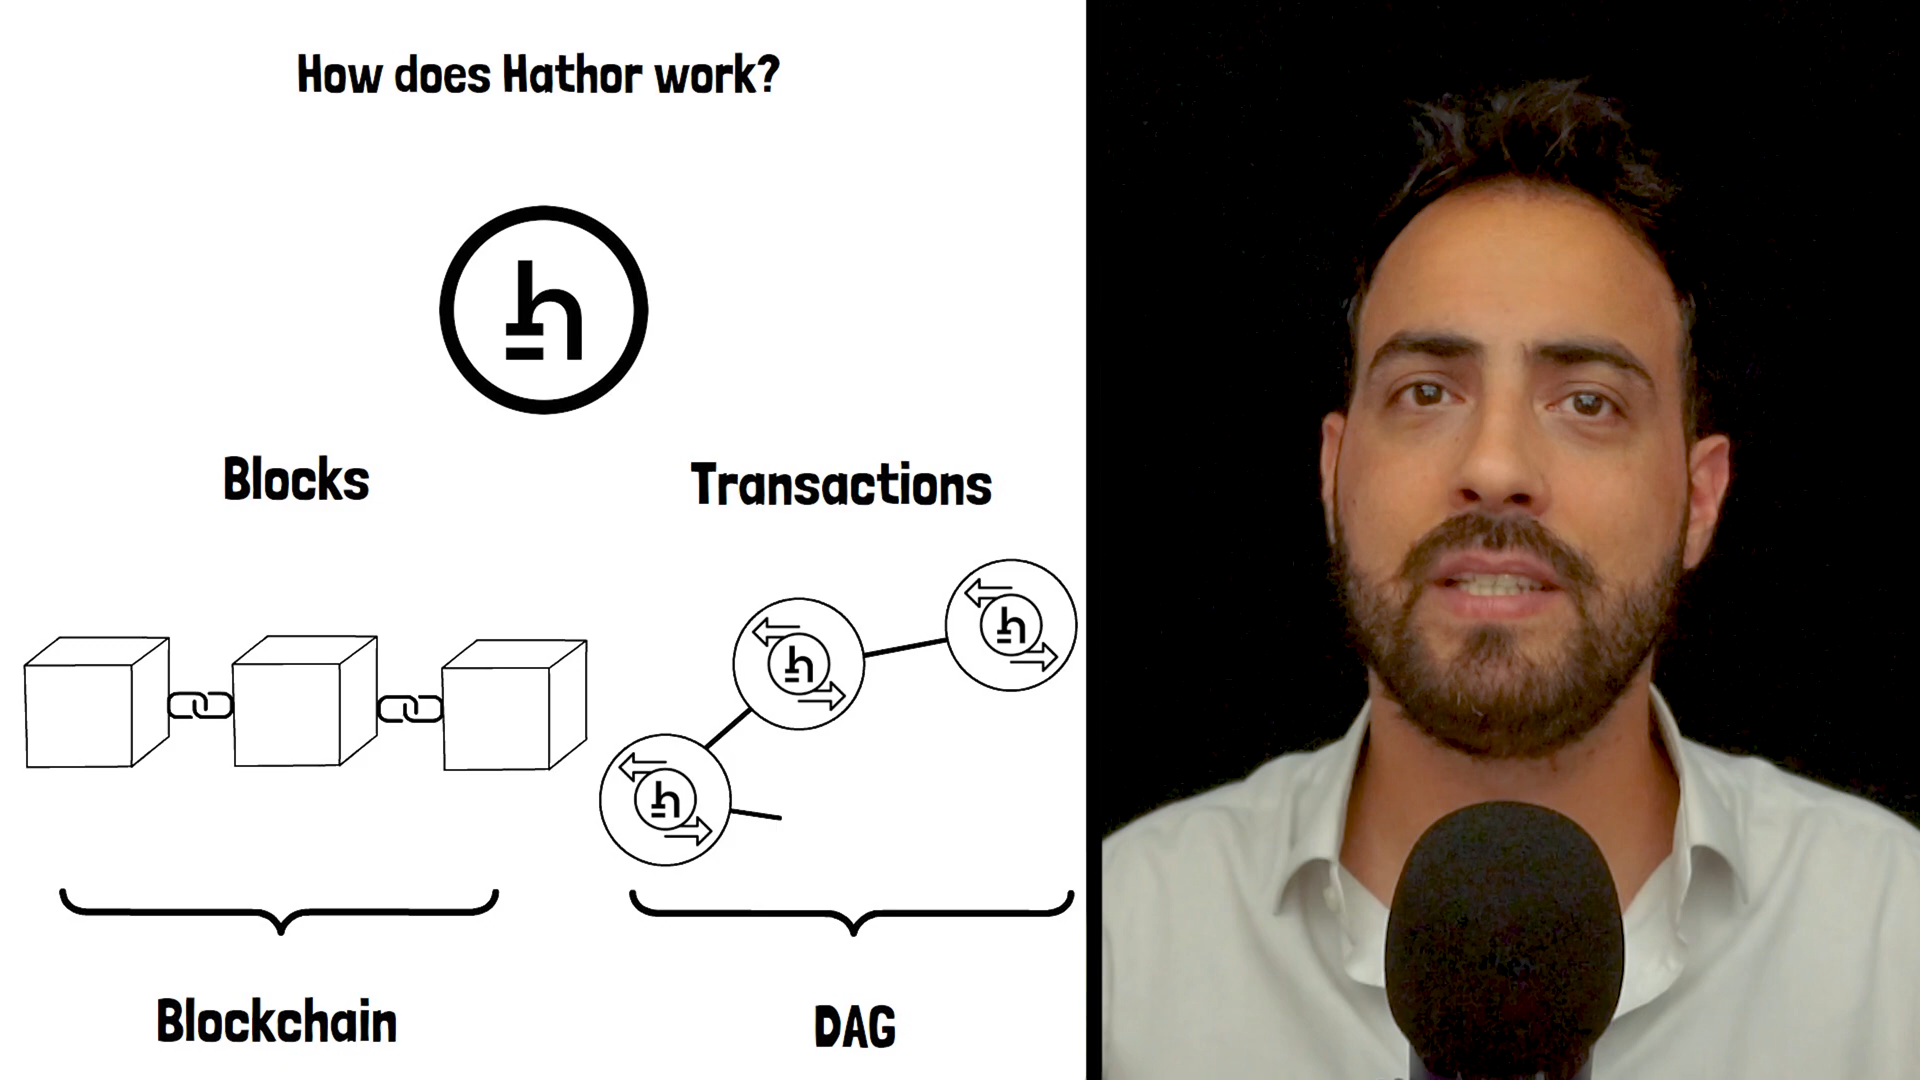 How does Hathor work?
Blocks
Transactions
Blockchain
DAG